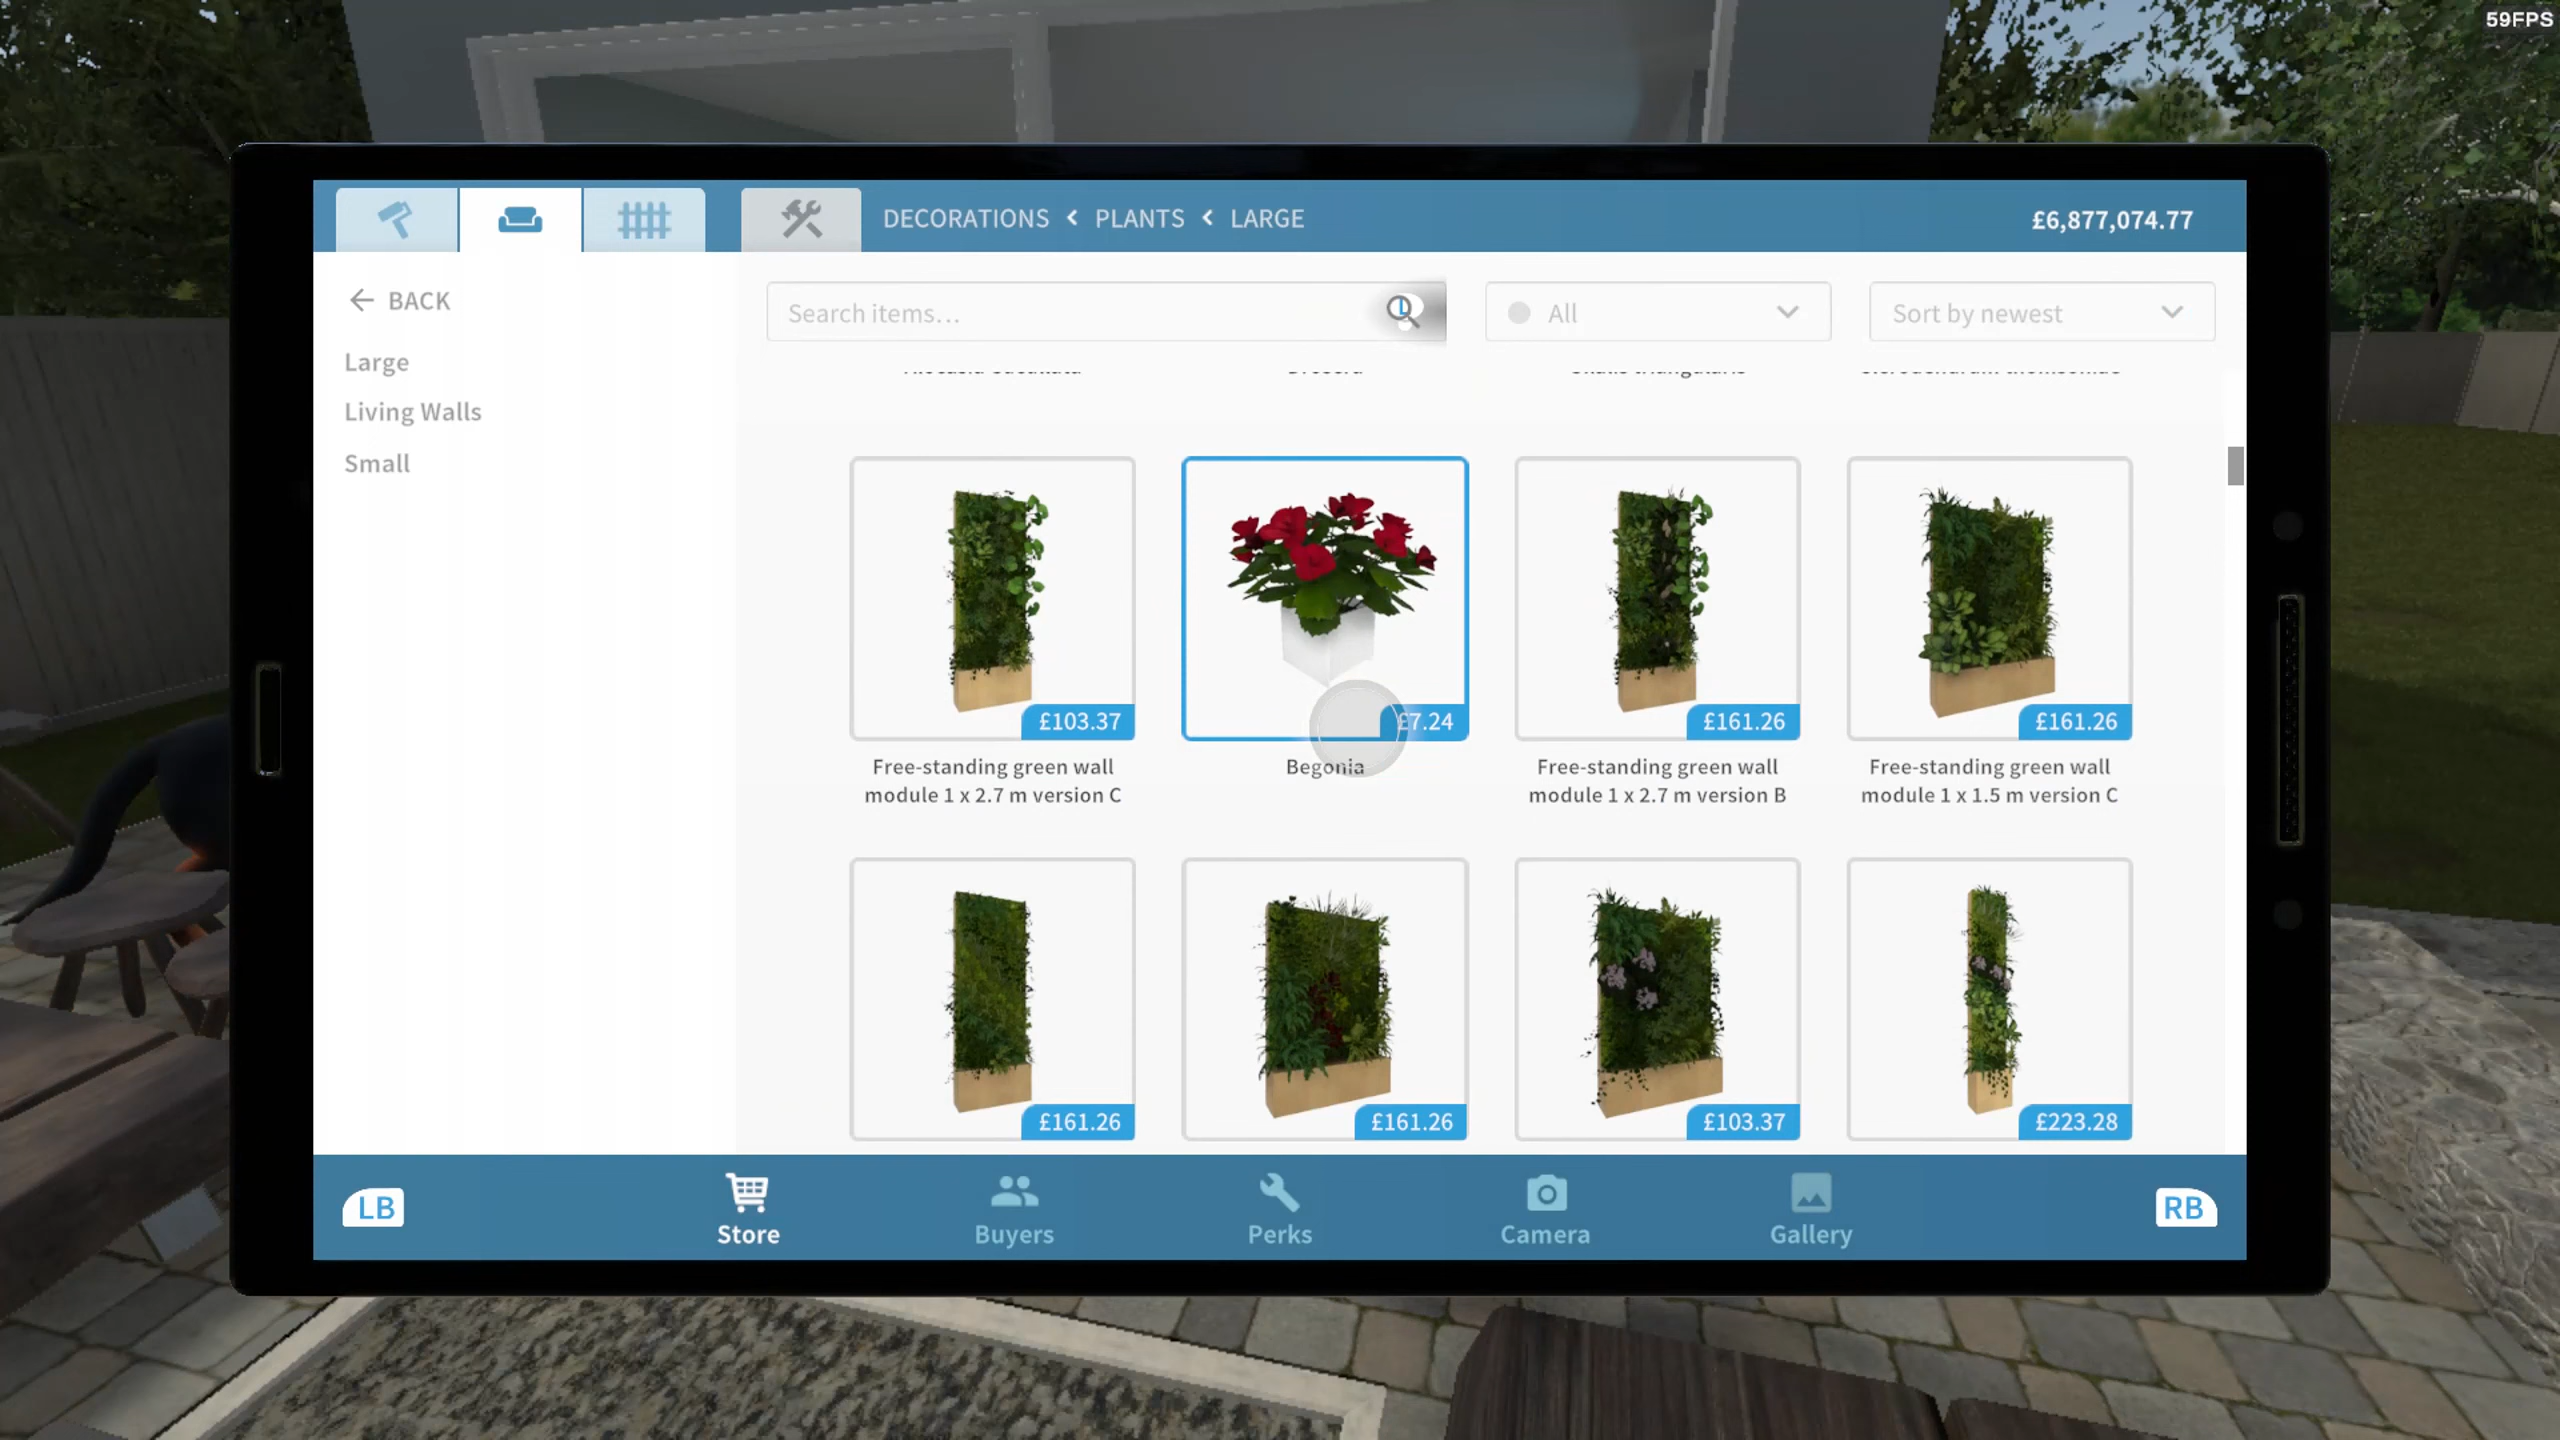 59FPS
DECORATIONS < PLANTS < LARGE
£6,877,074.77
BACK
Search items...
All
Sort by newest
Large
Living Walls
Small
£103.37
£7.24
£161.26
£161.26
Free-standing green wall
module 1 x 2.7 m version C
Begonia
Free-standing green wall
module 1 x 2.7 m version B
Free-standing green wall
module 1 x 1.5 m version C
£161.26
£161.26
£103.37
£223.28
LB
Store
Buyers
Perks
Camera
Gallery
RB